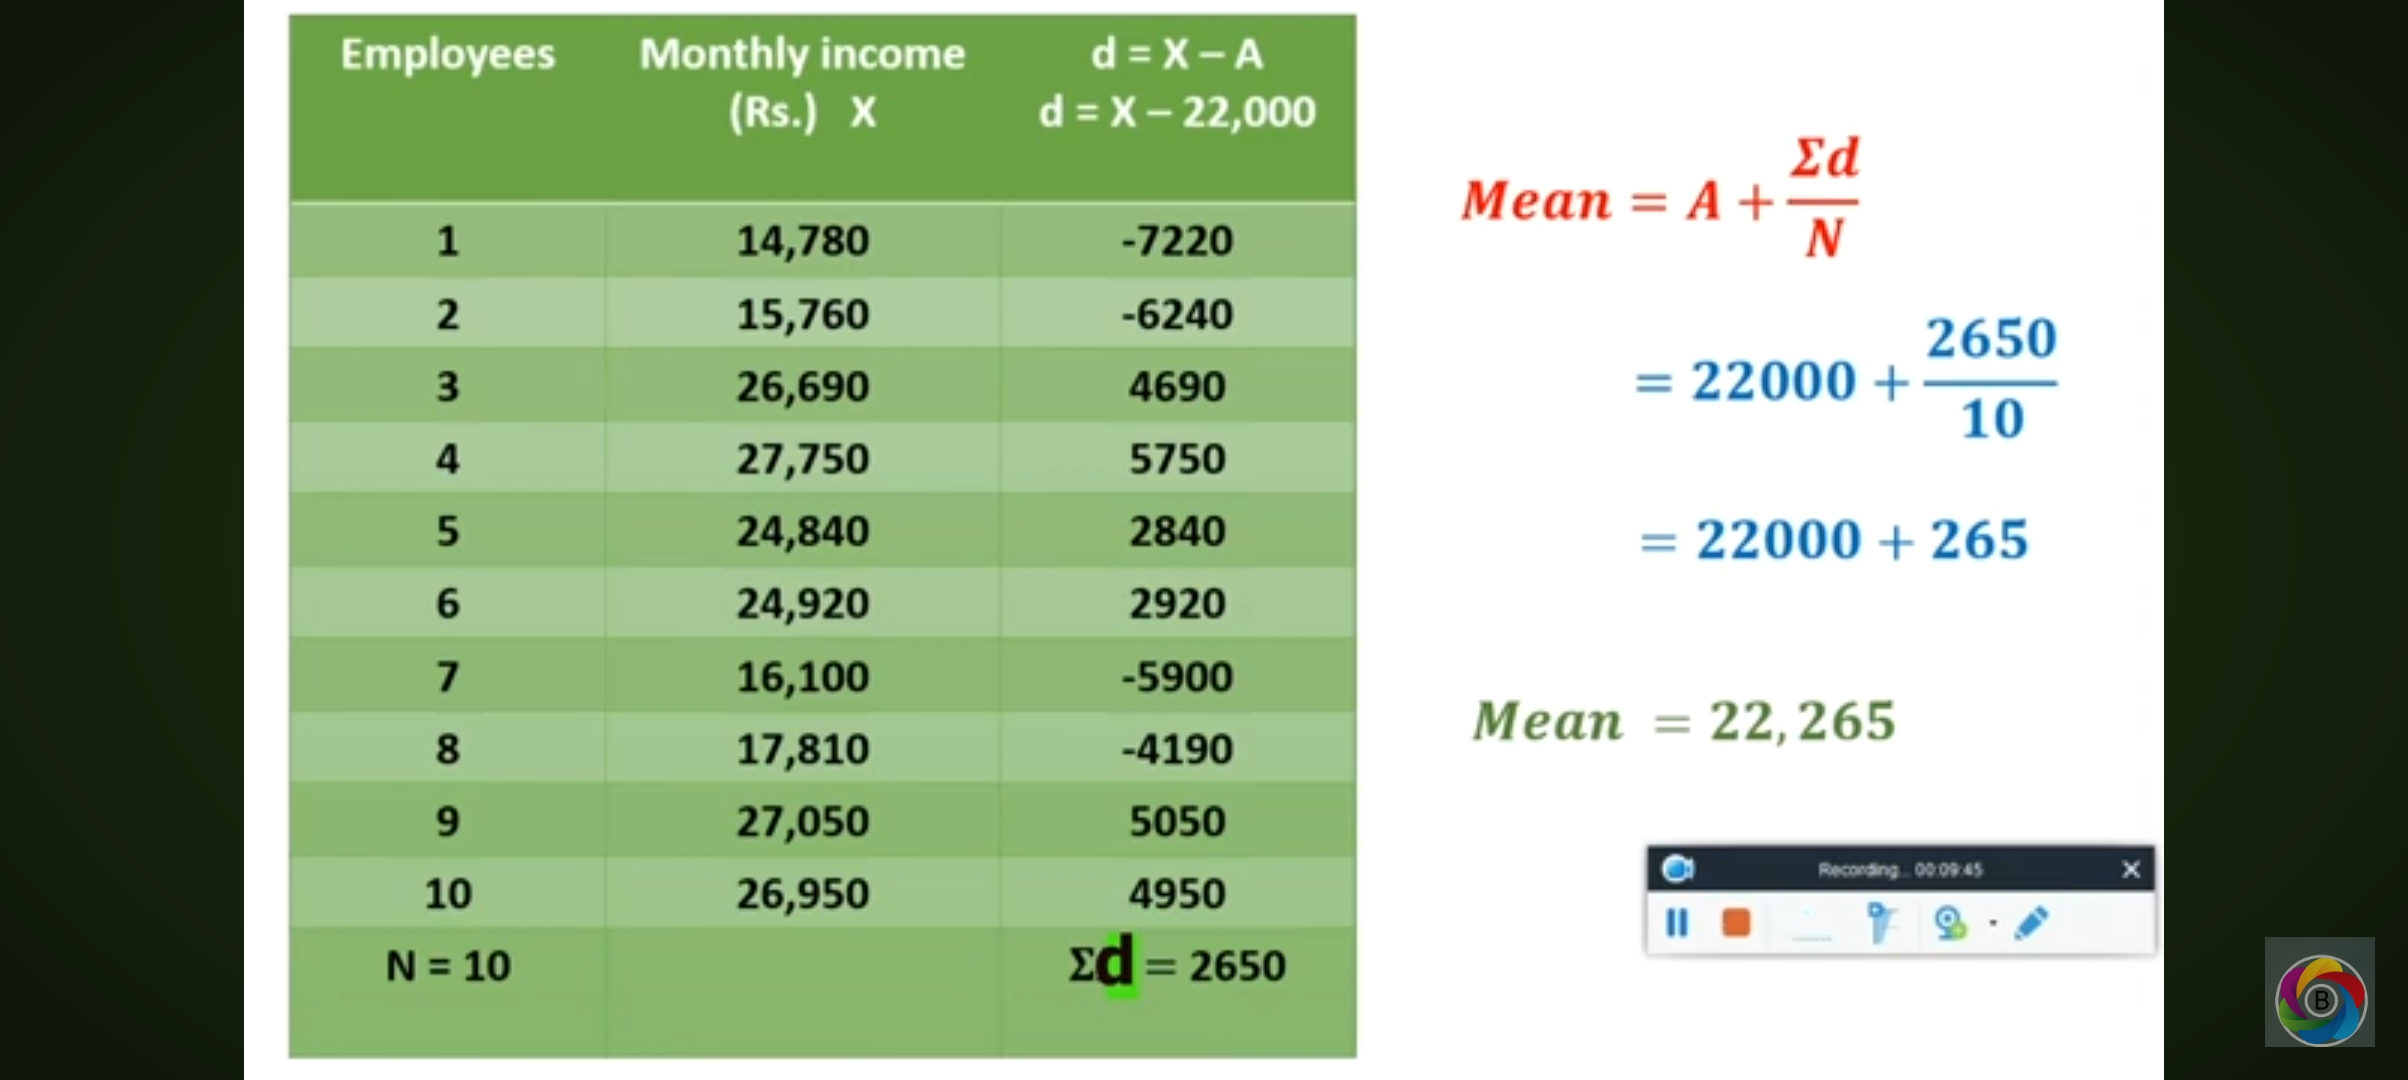 Employees Monthly income d = X – A
(Rs.) X d = X – 22,000
1 14,780 -7220
2 15,760 -6240
3 26,690 4690
4 27,750 5750
5 24,840 2840
6 24,920 2920
7 16,100 -5900
8 17,810 -4190
9 27,050 5050
10 26,950 4950
N = 10 Σd = 2650
Mean = A + Σd/N
= 22000 + 2650/10
= 22000 + 265
Mean = 22,265
Recording... 00:09:45
B